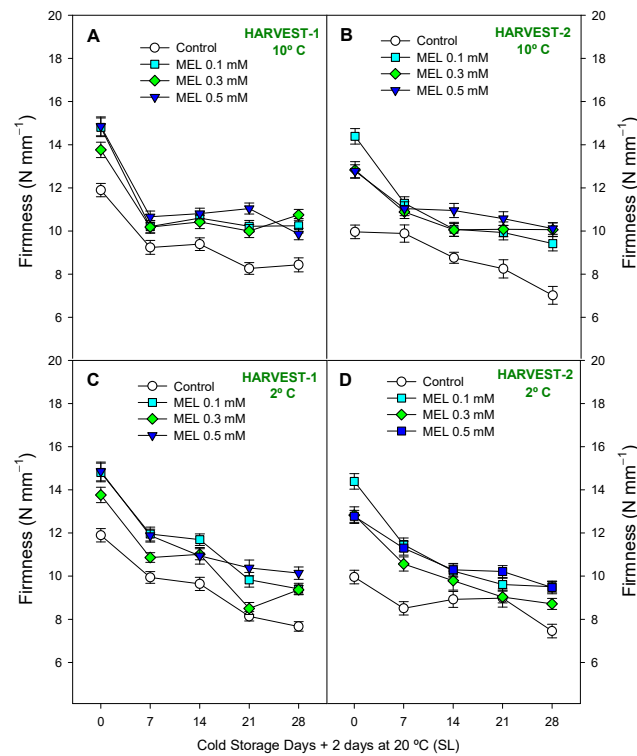 20
18
16
14
12
10
8
6
Firmness (N mm⁻¹)
A
HARVEST-1
10º C
Control
MEL 0.1 mM
MEL 0.3 mM
MEL 0.5 mM
B
HARVEST-2
10º C
Control
MEL 0.1 mM
MEL 0.3 mM
MEL 0.5 mM
20
18
16
14
12
10
8
6
Firmness (N mm⁻¹)
20
18
16
14
12
10
8
6
Firmness (N mm⁻¹)
C
HARVEST-1
2º C
Control
MEL 0.1 mM
MEL 0.3 mM
MEL 0.5 mM
D
HARVEST-2
2º C
Control
MEL 0.1 mM
MEL 0.3 mM
MEL 0.5 mM
20
18
16
14
12
10
8
6
Firmness (N mm⁻¹)
0 7 14 21 28
0 7 14 21 28
Cold Storage Days + 2 days at 20 ºC (SL)